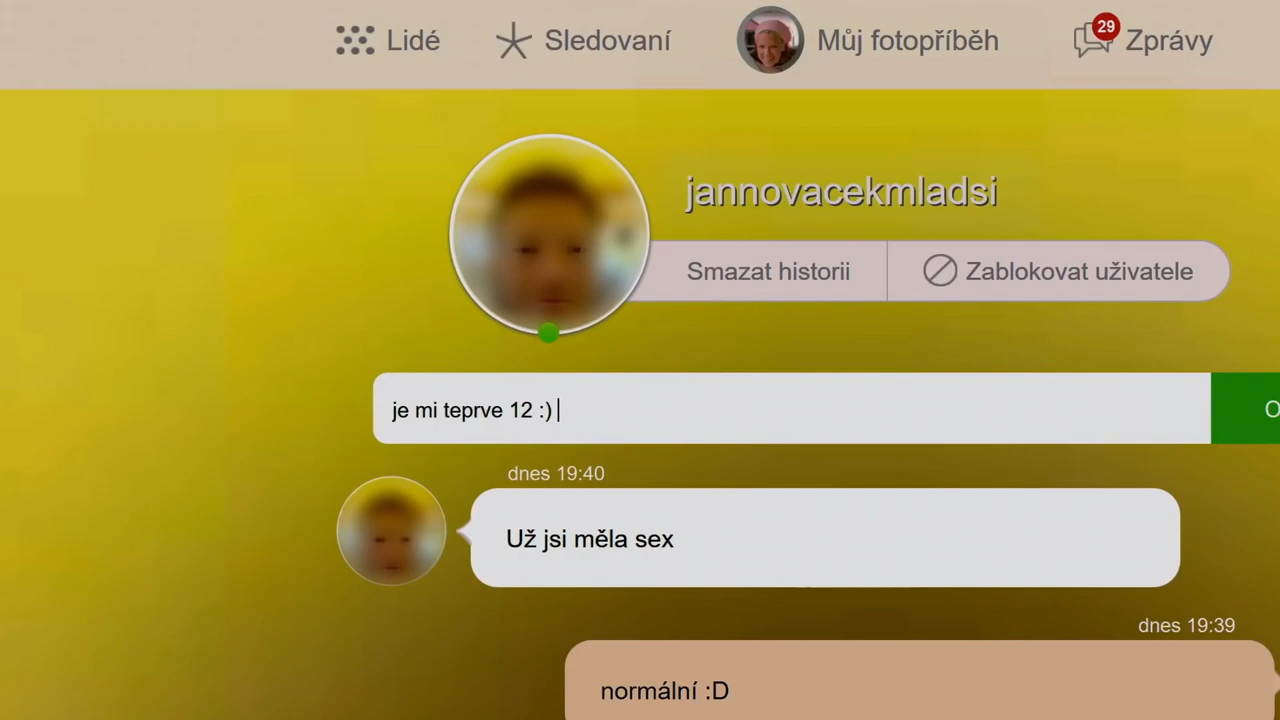 Lidé
Sledovaní
Můj fotopříběh
29
Zprávy
jannovacekmladsi
Smazat historii
Zablokovat uživatele
je mi teprve 12 :)
dnes 19:40
Už jsi měla sex
dnes 19:39
normální :D